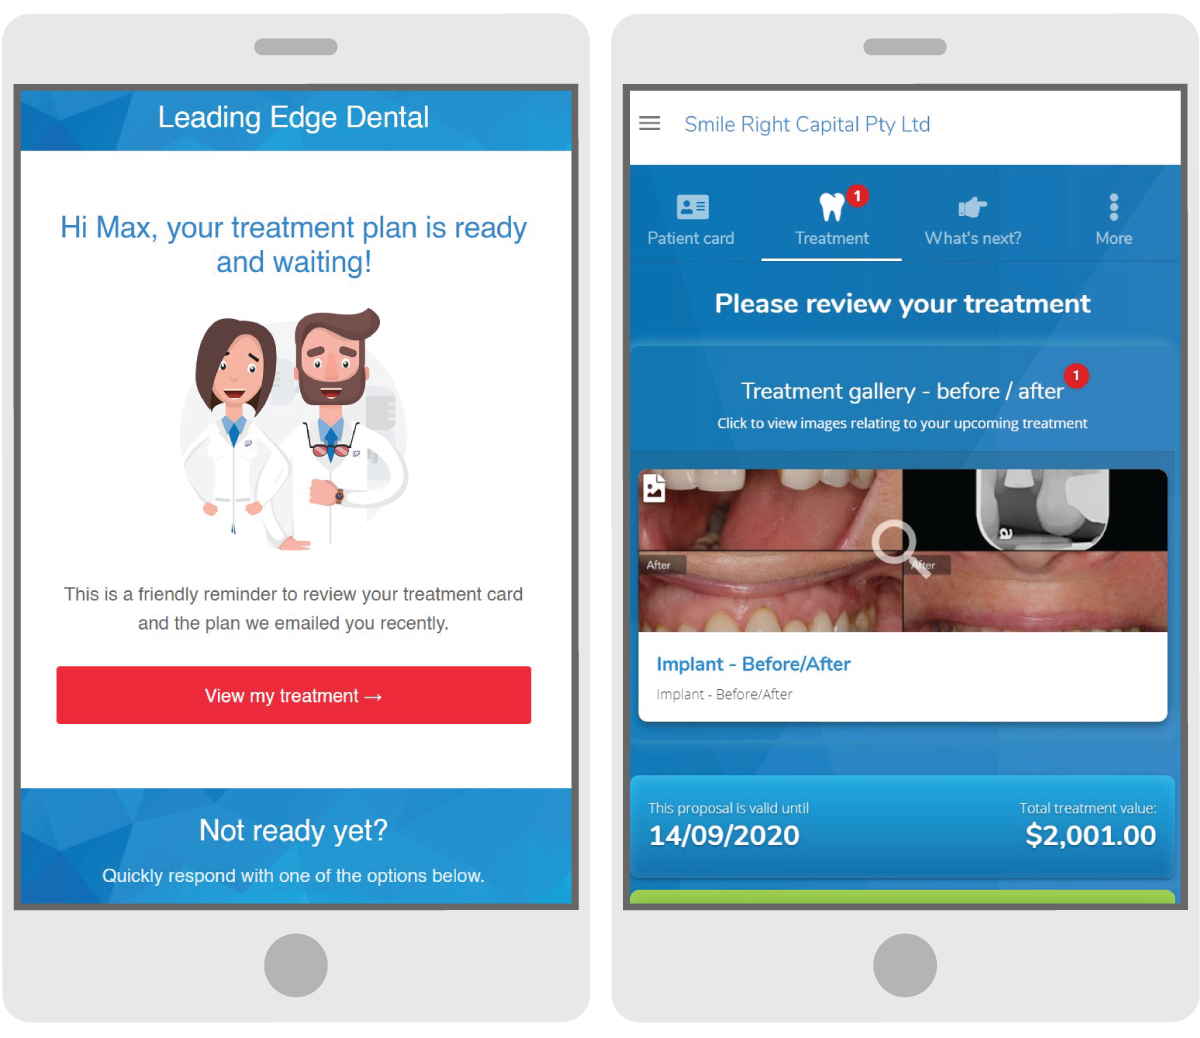 Leading Edge Dental
Hi Max, your treatment plan is ready
and waiting!
This is a friendly reminder to review your treatment card
and the plan we emailed you recently.
View my treatment →
Not ready yet?
Quickly respond with one of the options below.
Smile Right Capital Pty Ltd
1
Patient card
Treatment
What's next?
More
Please review your treatment
1
Treatment gallery - before / after
Click to view images relating to your upcoming treatment
a
After
After
Implant - Before/After
Implant - Before/After
This proposal is valid until
Total treatment value:
14/09/2020
$2,001.00